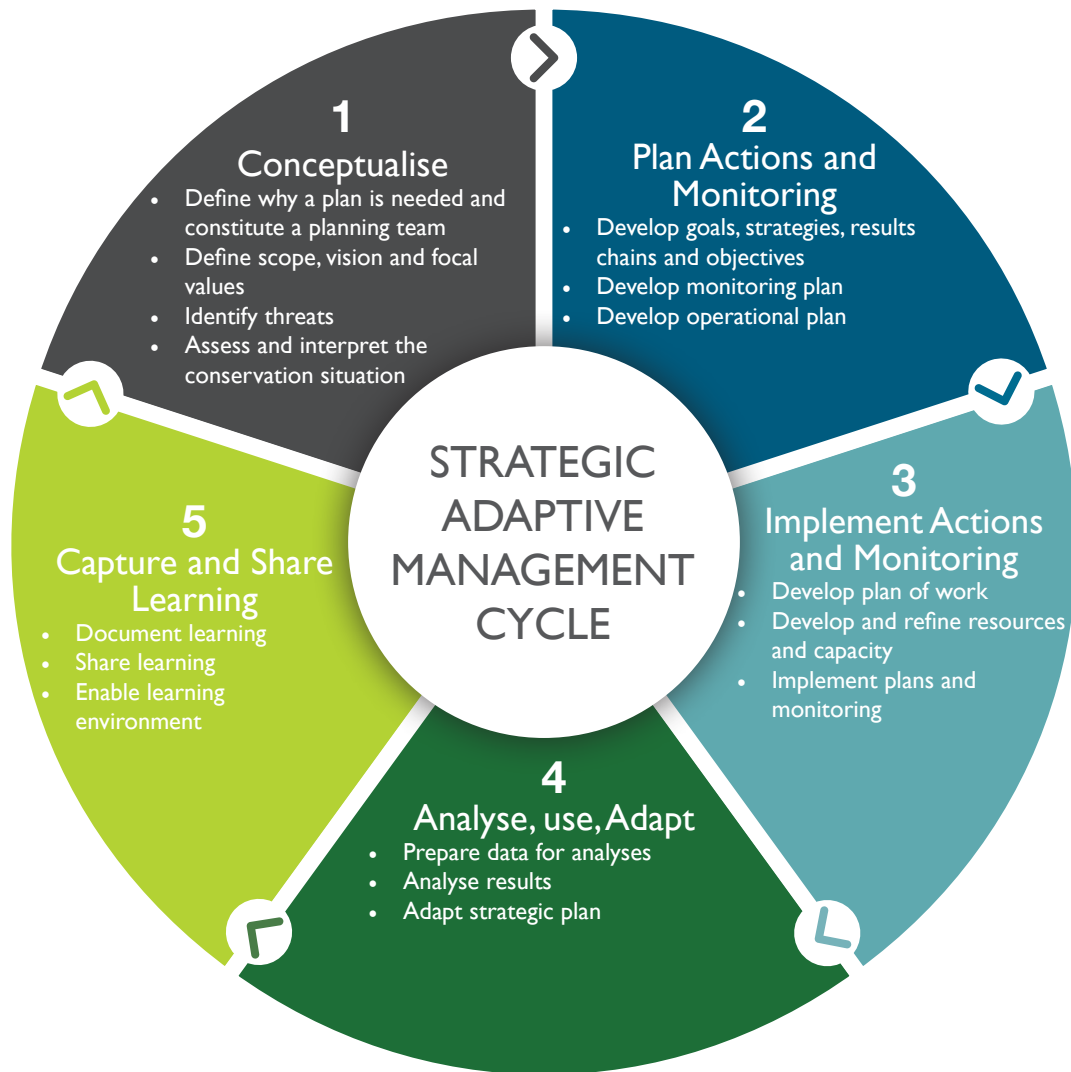 1
Conceptualise
• Define why a plan is needed and
constitute a planning team
• Define scope, vision and focal
values
• Identify threats
• Assess and interpret the
conservation situation
2
Plan Actions and
Monitoring
• Develop goals, strategies, results
chains and objectives
• Develop monitoring plan
• Develop operational plan
3
Implement Actions
and Monitoring
• Develop plan of work
• Develop and refine resources
and capacity
• Implement plans and
monitoring
4
Analyse, use, Adapt
• Prepare data for analyses
• Analyse results
• Adapt strategic plan
5
Capture and Share
Learning
• Document learning
• Share learning
• Enable learning
environment
STRATEGIC
ADAPTIVE
MANAGEMENT
CYCLE